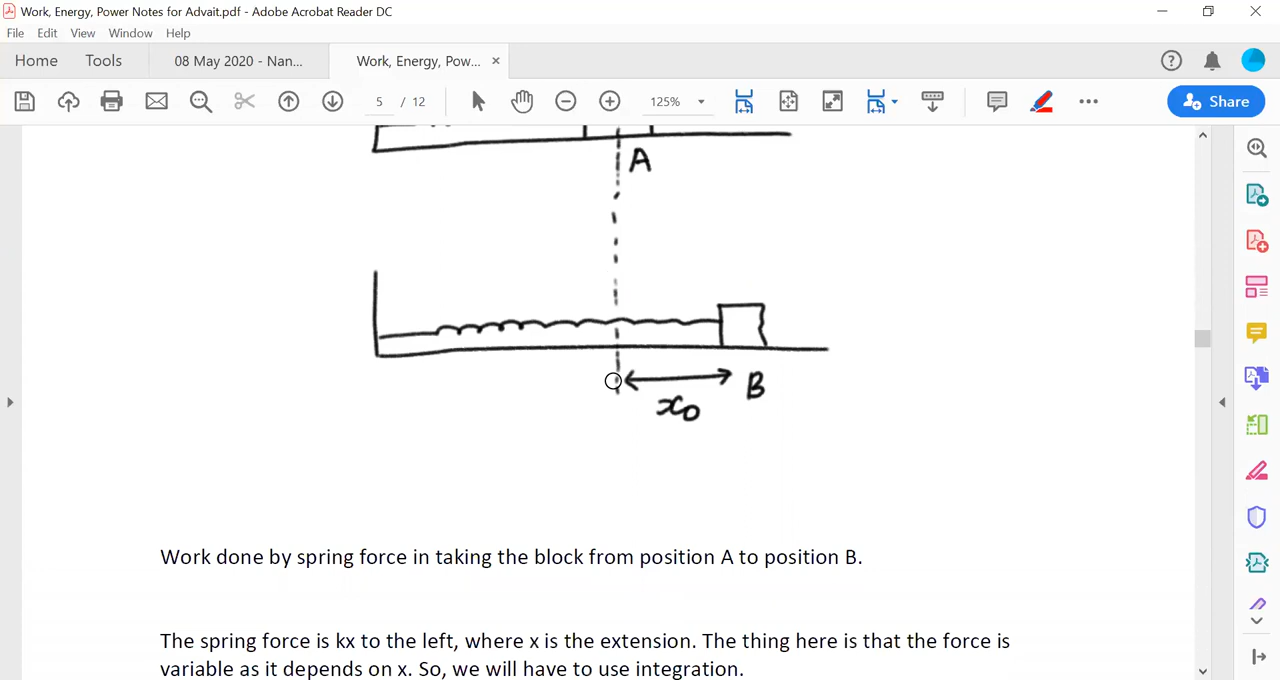 Work, Energy, Power Notes for Advait.pdf - Adobe Acrobat Reader DC
File Edit View Window Help
Home Tools 08 May 2020 - Nan... Work, Energy, Pow... ×
5 / 12 125% Share
A
B
x0
Work done by spring force in taking the block from position A to position B.
The spring force is kx to the left, where x is the extension. The thing here is that the force is
variable as it depends on x. So, we will have to use integration.